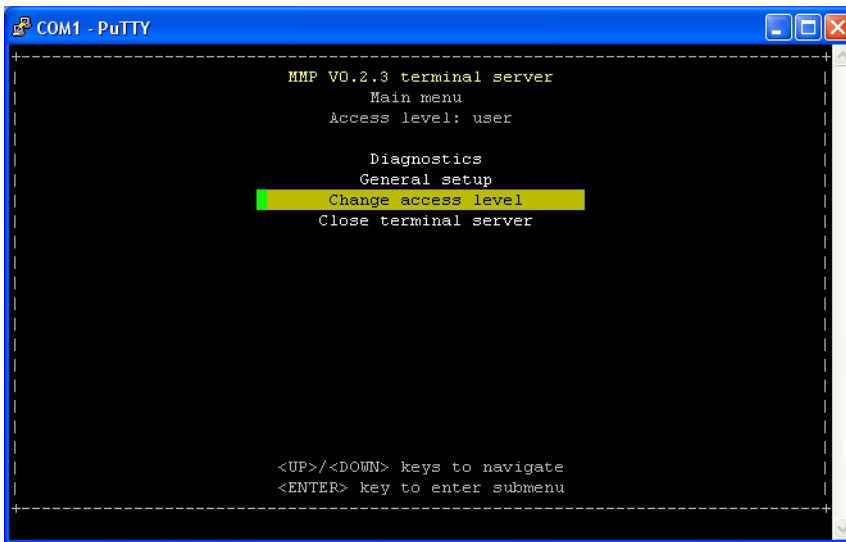 COM1 - PuTTY
MMP V0.2.3 terminal server
Main menu
Access level: user
Diagnostics
General setup
Change access level
Close terminal server
<UP>/<DOWN> keys to navigate
<ENTER> key to enter submenu